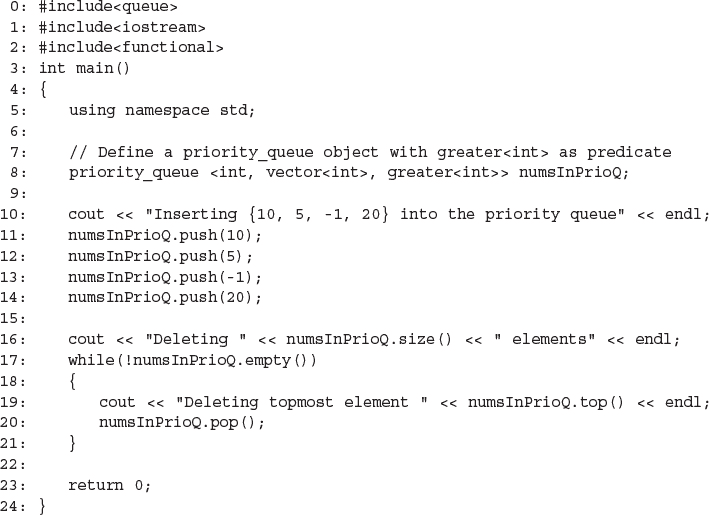 0: #include<queue>
1: #include<iostream>
2: #include<functional>
3: int main()
4: {
5:    using namespace std;
6:
7:    // Define a priority_queue object with greater<int> as predicate
8:    priority_queue <int, vector<int>, greater<int>> numsInPrioQ;
9:
10:    cout << "Inserting {10, 5, -1, 20} into the priority queue" << endl;
11:    numsInPrioQ.push(10);
12:    numsInPrioQ.push(5);
13:    numsInPrioQ.push(-1);
14:    numsInPrioQ.push(20);
15:
16:    cout << "Deleting " << numsInPrioQ.size() << " elements" << endl;
17:    while(!numsInPrioQ.empty())
18:    {
19:       cout << "Deleting topmost element " << numsInPrioQ.top() << endl;
20:       numsInPrioQ.pop();
21:    }
22:
23:    return 0;
24: }